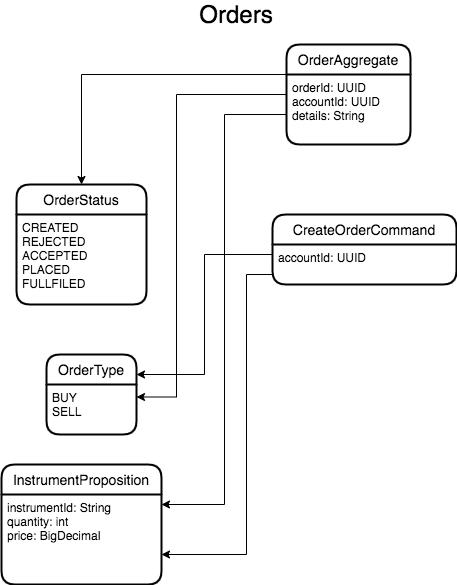 Orders
OrderAggregate
orderId: UUID
accountId: UUID
details: String
OrderStatus
CREATED
REJECTED
ACCEPTED
PLACED
FULLFILED
CreateOrderCommand
accountId: UUID
OrderType
BUY
SELL
InstrumentProposition
instrumentId: String
quantity: int
price: BigDecimal